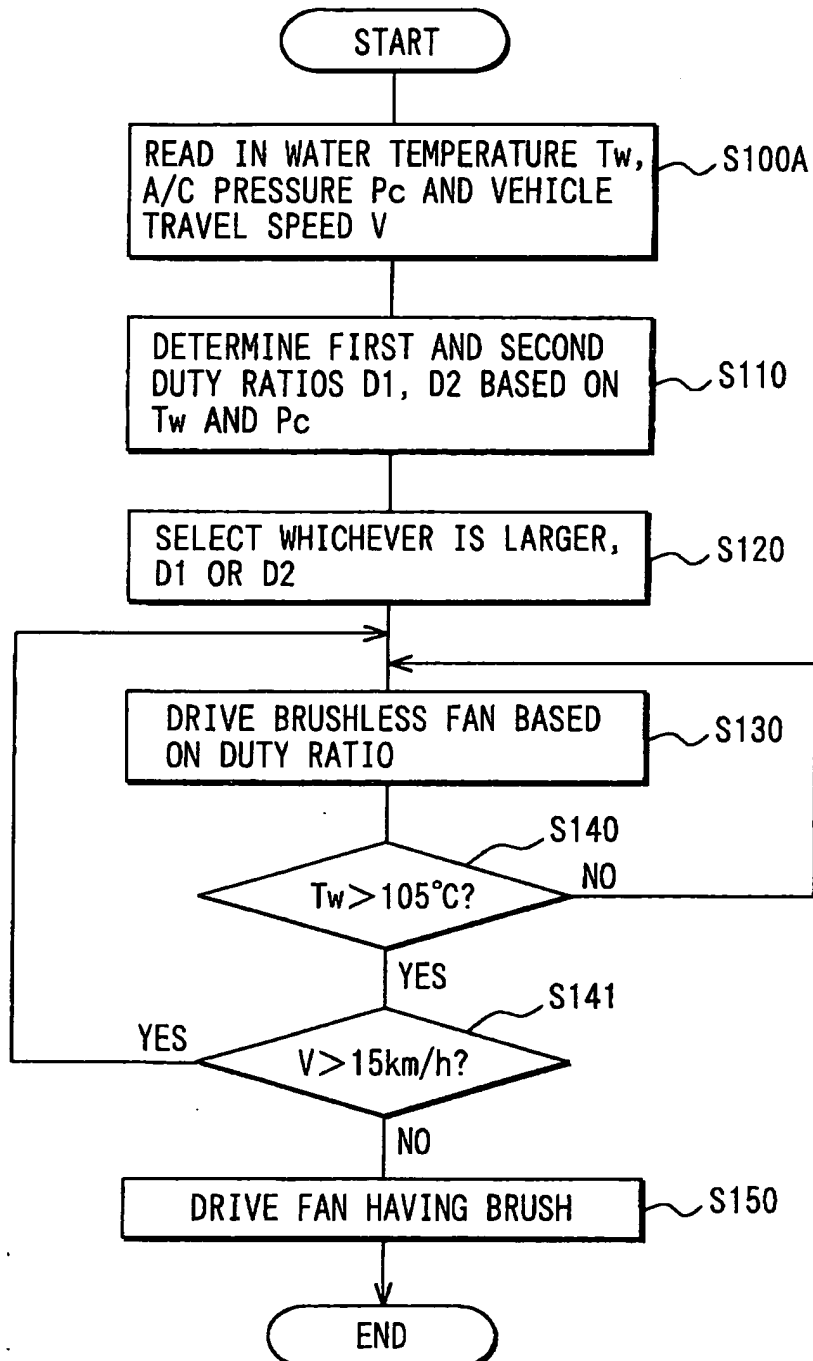 START
READ IN WATER TEMPERATURE Tw,
A/C PRESSURE Pc AND VEHICLE
TRAVEL SPEED V
S100A
DETERMINE FIRST AND SECOND
DUTY RATIOS D1, D2 BASED ON
Tw AND Pc
S110
SELECT WHICHEVER IS LARGER,
D1 OR D2
S120
DRIVE BRUSHLESS FAN BASED
ON DUTY RATIO
S130
S140
Tw>105°C?
NO
YES
S141
YES
V>15km/h?
NO
DRIVE FAN HAVING BRUSH
S150
END